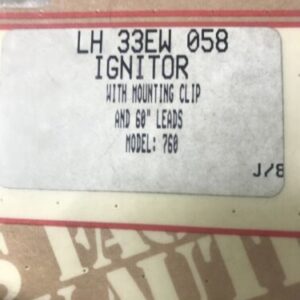 LH 33EW 058
IGNITOR
WITH MOUNTING CLIP
AND 60" LEADS
MODEL: 760
J/8